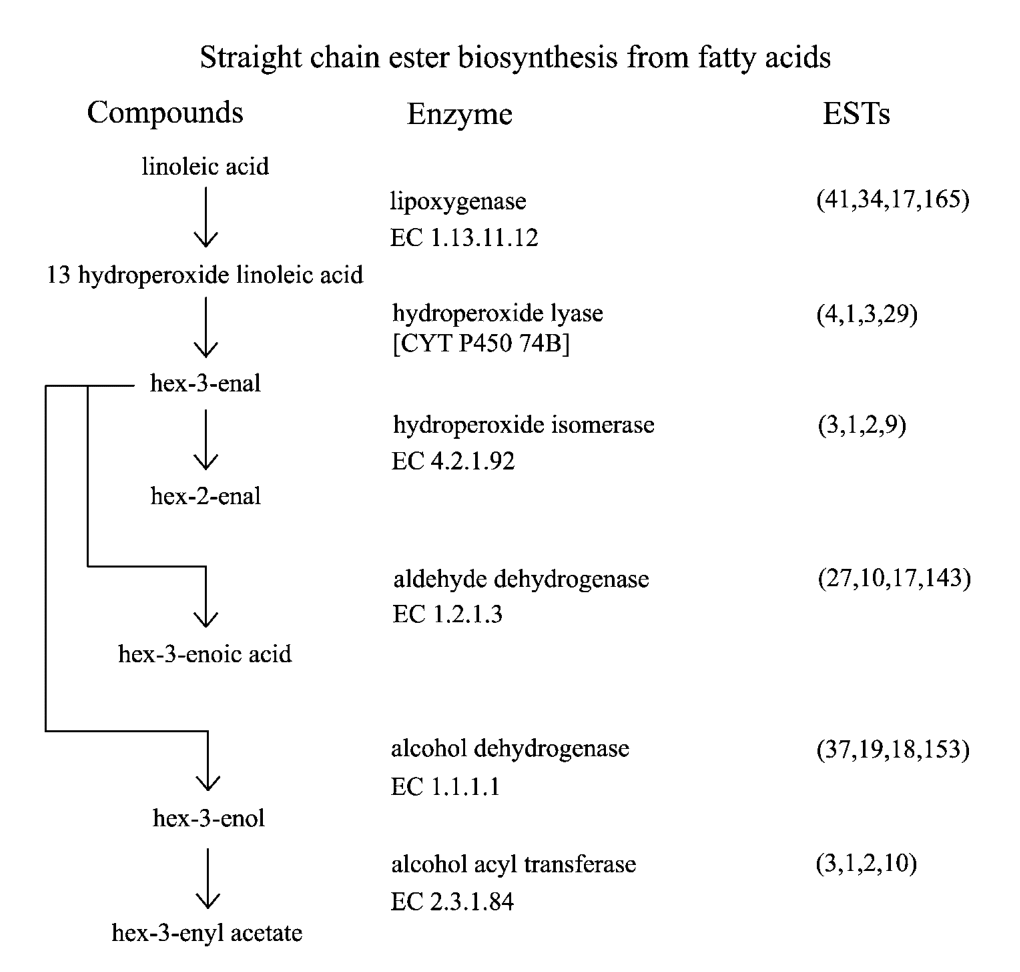 Straight chain ester biosynthesis from fatty acids
Compounds Enzyme ESTs
linoleic acid
lipoxygenase (41,34,17,165)
EC 1.13.11.12
13 hydroperoxide linoleic acid
hydroperoxide lyase (4,1,3,29)
[CYT P450 74B]
hex-3-enal
hydroperoxide isomerase (3,1,2,9)
EC 4.2.1.92
hex-2-enal
aldehyde dehydrogenase (27,10,17,143)
EC 1.2.1.3
hex-3-enoic acid
alcohol dehydrogenase (37,19,18,153)
EC 1.1.1.1
hex-3-enol
alcohol acyl transferase (3,1,2,10)
EC 2.3.1.84
hex-3-enyl acetate